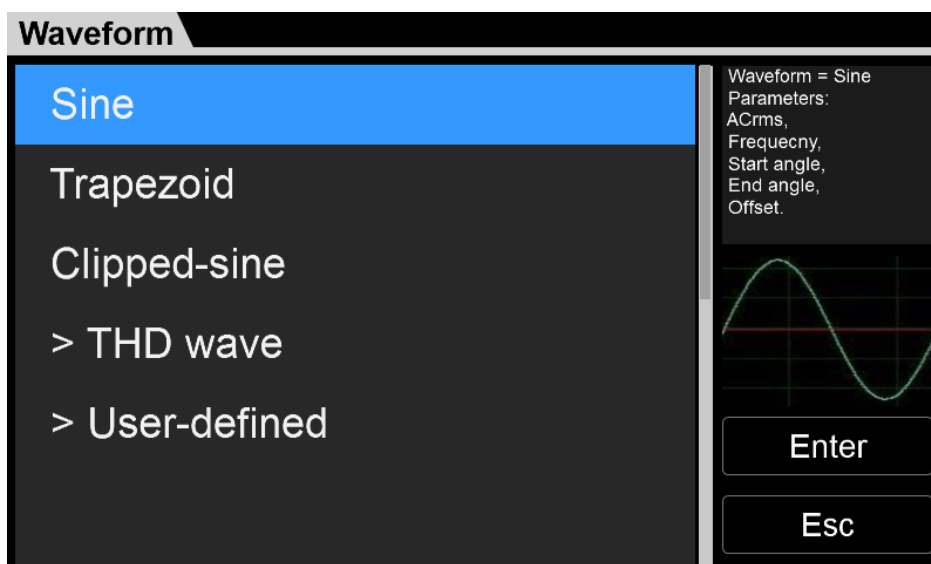 Waveform
Sine
Trapezoid
Clipped-sine
> THD wave
> User-defined
Waveform = Sine
Parameters:
ACrms,
Frequecny,
Start angle,
End angle,
Offset.
Enter
Esc